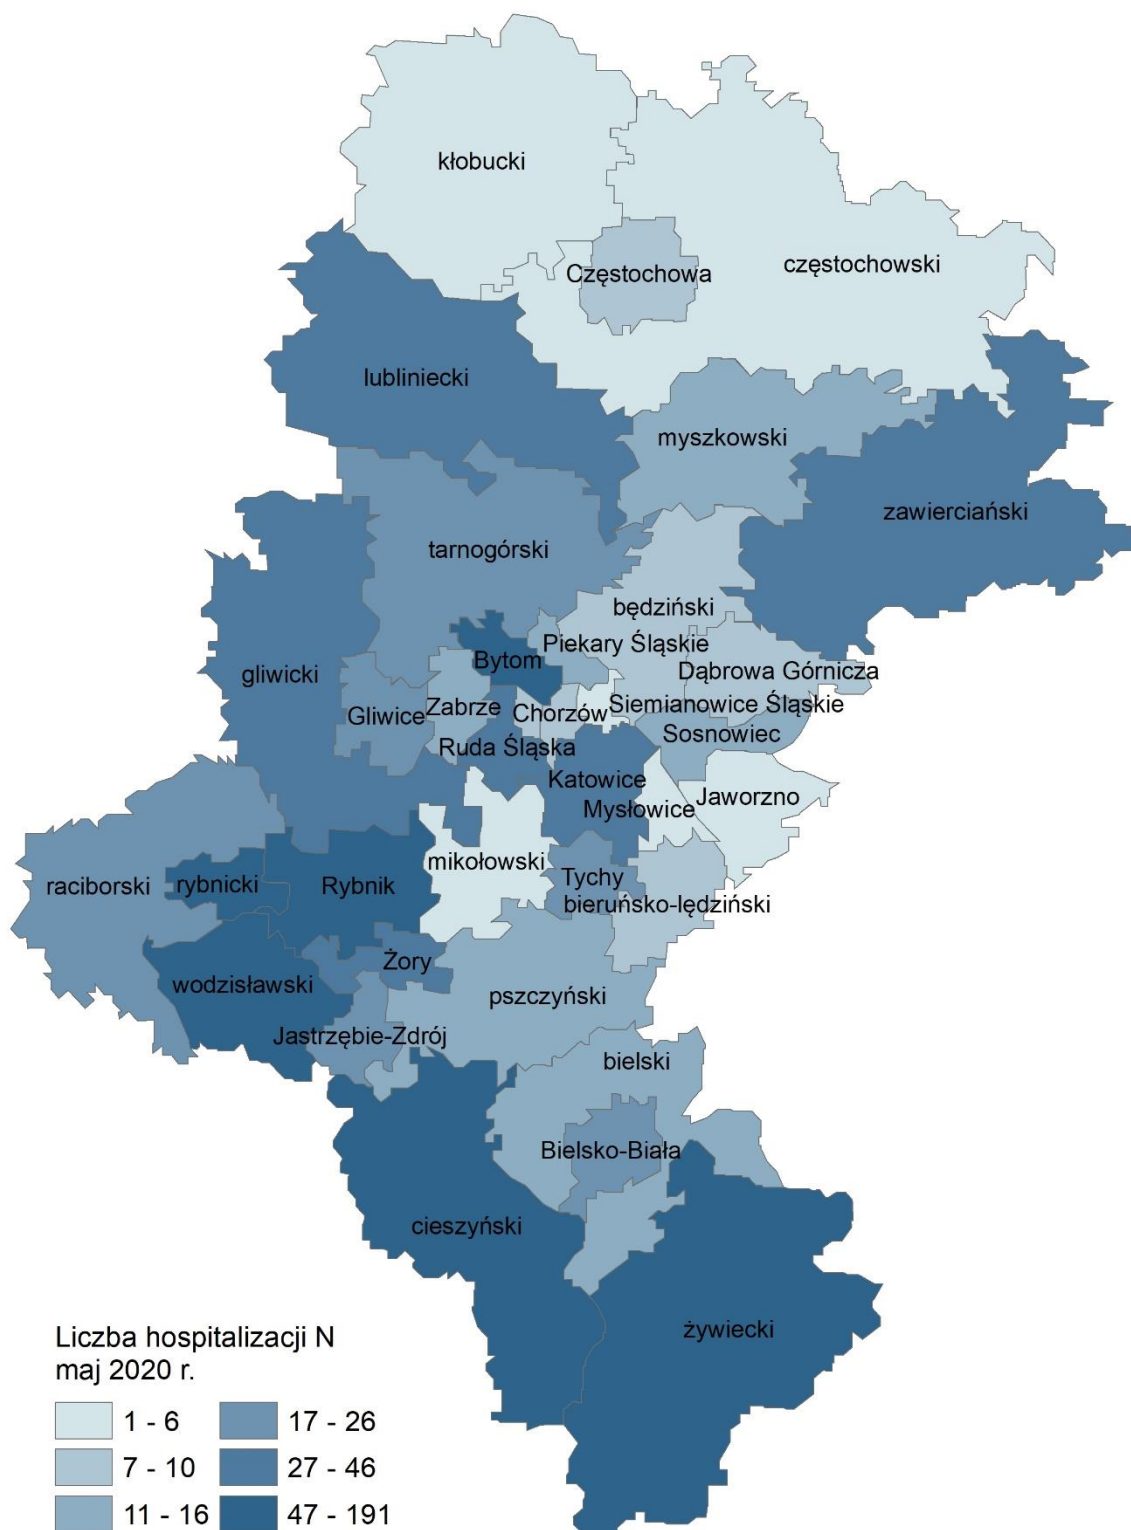 kłobucki
Częstochowa
częstochowski
lubliniecki
myszkowski
zawierciański
tarnogórski
będziński
Piekary Śląskie
Bytom
gliwicki
Dąbrowa Górnicza
Gliwice
Zabrze
Chorzów
Siemianowice Śląskie
Sosnowiec
Ruda Śląska
Katowice
Mysłowice
Jaworzno
mikołowski
raciborski
rybnicki
Rybnik
Tychy
bieruńsko-lędziński
Żory
wodzisławski
pszczyński
Jastrzębie-Zdrój
bielski
Bielsko-Biała
cieszyński
żywiecki
Liczba hospitalizacji N
maj 2020 r.
1 - 6
7 - 10
11 - 16
17 - 26
27 - 46
47 - 191